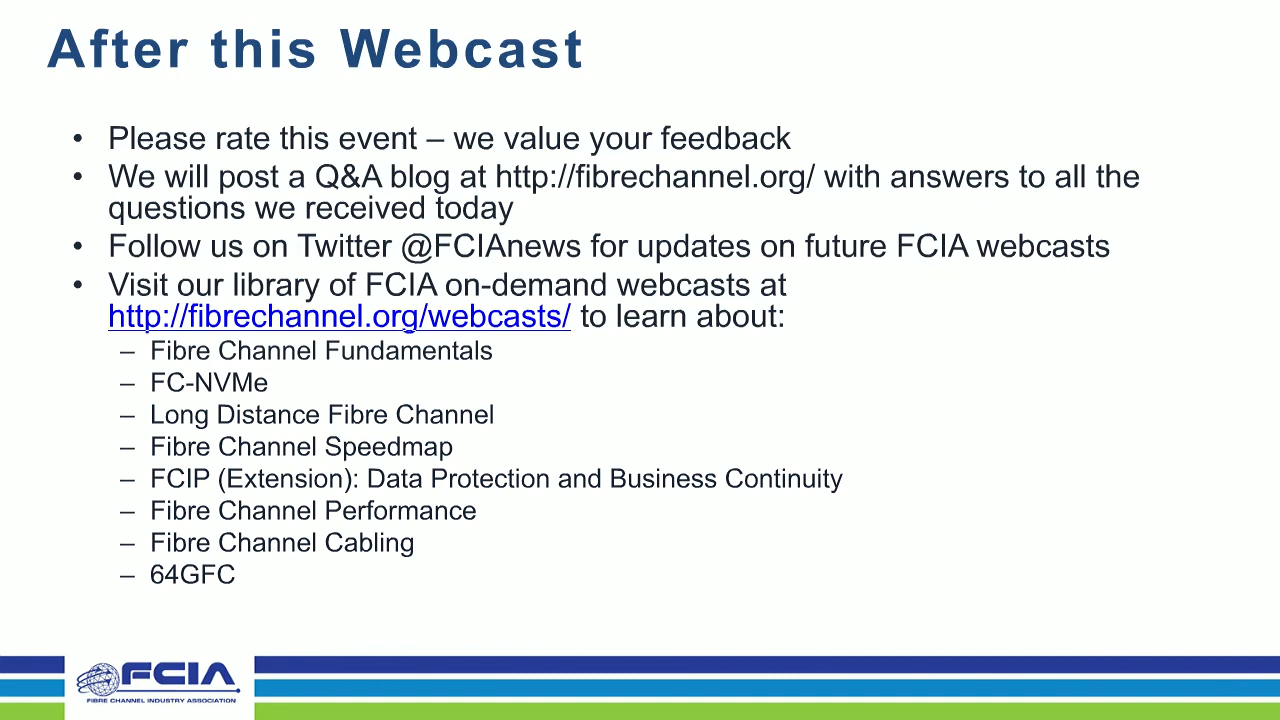 After this Webcast
• Please rate this event – we value your feedback
• We will post a Q&A blog at http://fibrechannel.org/ with answers to all the
questions we received today
• Follow us on Twitter @FCIAnews for updates on future FCIA webcasts
• Visit our library of FCIA on-demand webcasts at
http://fibrechannel.org/webcasts/ to learn about:
– Fibre Channel Fundamentals
– FC-NVMe
– Long Distance Fibre Channel
– Fibre Channel Speedmap
– FCIP (Extension): Data Protection and Business Continuity
– Fibre Channel Performance
– Fibre Channel Cabling
– 64GFC
FCIA
FIBRE CHANNEL INDUSTRY ASSOCIATION